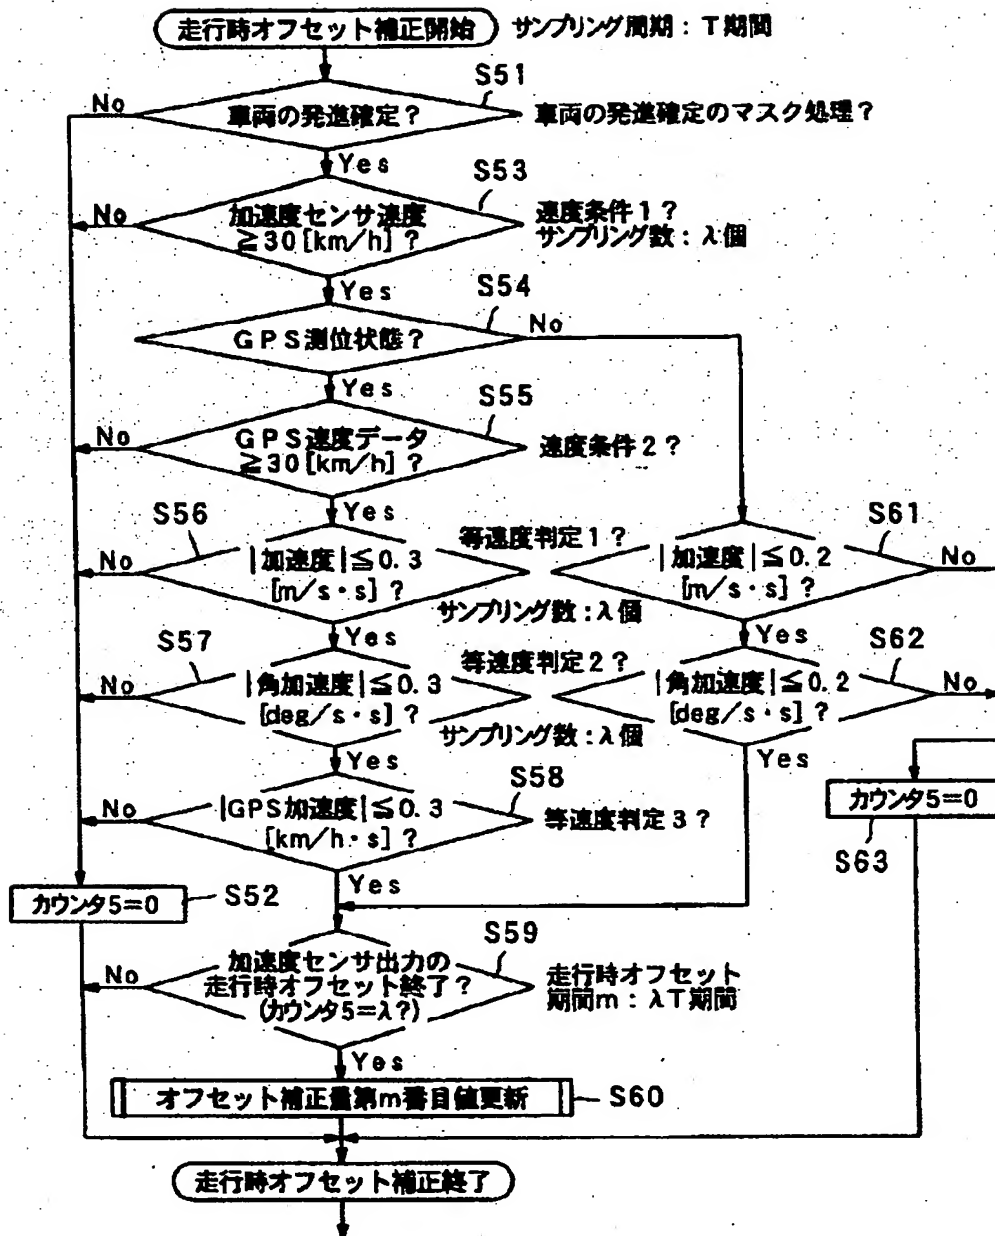 走行時オフセット補正開始
サンプリング周期：T期間
S51
No
車両の発進確定？
車両の発進確定のマスク処理？
Yes
S53
No
加速度センサ速度
≧30[km/h]？
速度条件1？
サンプリング数：λ個
Yes
S54
GPS測位状態？
No
Yes
S55
No
GPS速度データ
≧30[km/h]？
速度条件2？
Yes
S56
No
|加速度|≦0.3
[m/s・s]？
等速度判定1？
サンプリング数：λ個
S61
|加速度|≦0.2
[m/s・s]？
No
Yes
Yes
S57
No
|角加速度|≦0.3
[deg/s・s]？
等速度判定2？
サンプリング数：λ個
S62
|角加速度|≦0.2
[deg/s・s]？
No
Yes
Yes
S58
No
|GPS加速度|≦0.3
[km/h・s]？
等速度判定3？
カウンタ5=0
S63
Yes
カウンタ5=0
S52
S59
No
加速度センサ出力の
走行時オフセット終了？
(カウンタ5=λ?)
走行時オフセット
期間m：λT期間
Yes
オフセット補正量第m番目値更新
S60
走行時オフセット補正終了